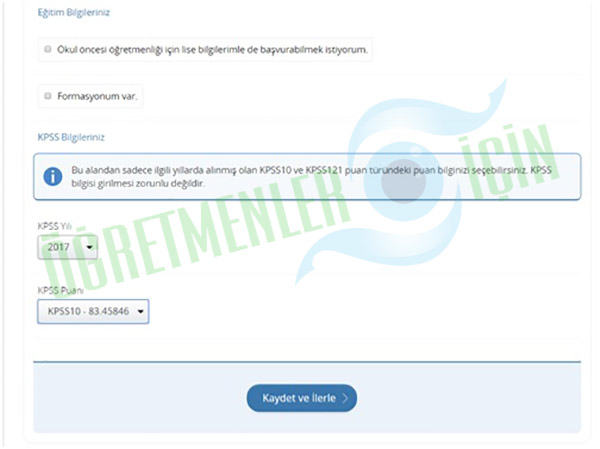 Eğitim Bilgileriniz
Okul öncesi öğretmenliği için lise bilgilerimle de başvurabilmek istiyorum.
Formasyonum var.
KPSS Bilgileriniz
Bu alandan sadece ilgili yıllarda alınmış olan KPSS10 ve KPSS121 puan türündeki puan bilginizi seçebilirsiniz. KPSS
bilgisi girilmesi zorunlu değildir.
ÖĞRETMENLER İÇİN
KPSS Yılı
2017
KPSS Puanı
KPSS10 - 83.45846
Kaydet ve İlerle